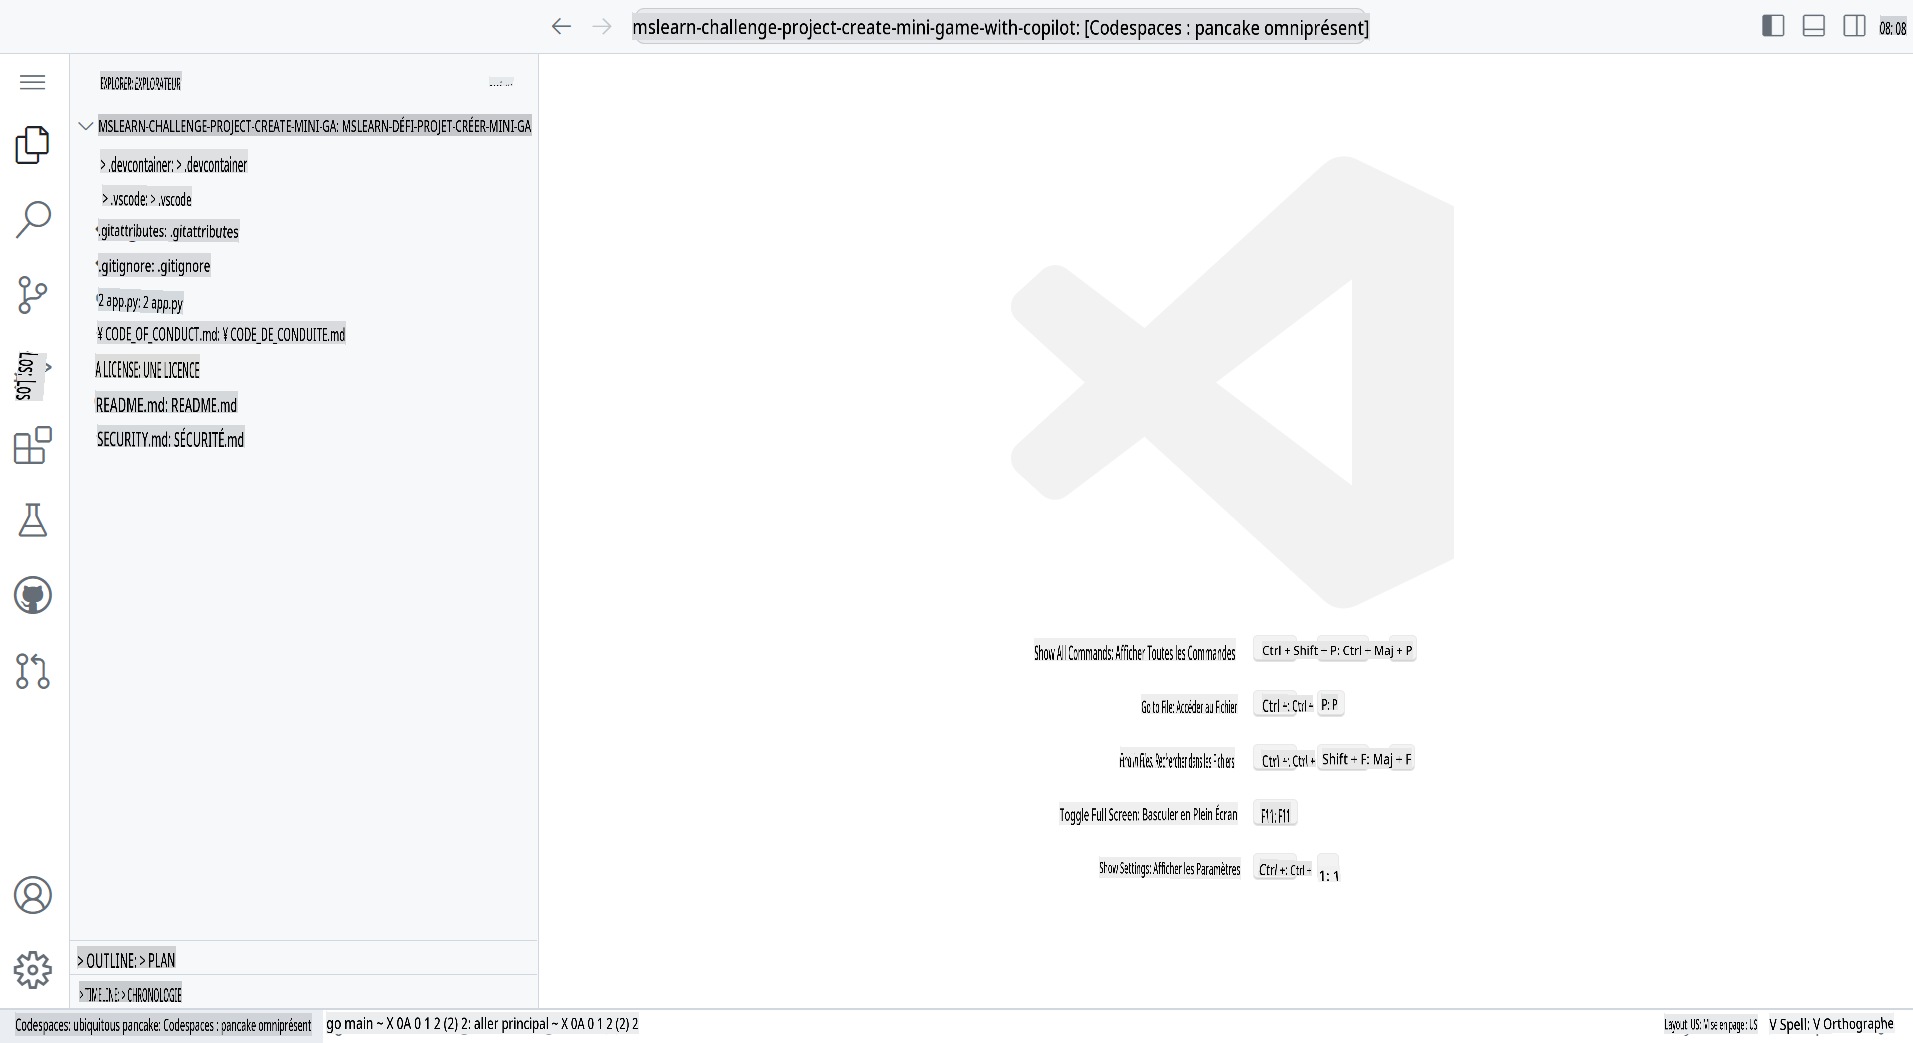 mslearn-challenge-project-create-mini-game-with-copilot: [Codespaces : pancake omniprésent]
08: 08
EXPLORER: EXPLORATEUR
MSLEARN-CHALLENGE-PROJECT-CREATE-MINI-GA: MSLEARN-DÉFI-PROJET-CRÉER-MINI-GA
> .devcontainer: > .devcontainer
> .vscode: > .vscode
.gitattributes: .gitattributes
.gitignore: .gitignore
2 app.py: 2 app.py
¥ CODE_OF_CONDUCT.md: ¥ CODE_DE_CONDUITE.md
A LICENSE: UNE LICENCE
README.md: README.md
SECURITY.md: SÉCURITÉ.md
Show All Commands: Afficher Toutes les Commandes Ctrl + Shift + P: Ctrl + Maj + P
Go to File: Accéder au Fichier Ctrl +: Ctrl + P: P
Files: Rechercher dans les Fichiers Ctrl +: Ctrl + Shift + F: Maj + F
Toggle Full Screen: Basculer en Plein Écran F11: F11
Show Settings: Afficher les Paramètres Ctrl +: Ctrl + 1: 1
> OUTLINE: > PLAN
> TIMELINE: > CHRONOLOGIE
Codespaces: ubiquitous pancake: Codespaces : pancake omniprésent go main ~ X 0A 0 1 2 (2) 2: aller principal ~ X 0A 0 1 2 (2) 2 Layout: US: Mise en page : US V Spell: V Orthographe